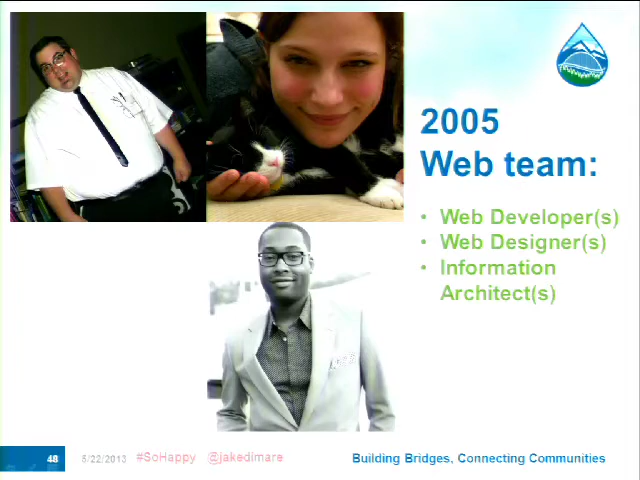 2005
Web team:
• Web Developer(s)
• Web Designer(s)
• Information
Architect(s)
48
5/22/2013
#SoHappy @jakedimare
Building Bridges, Connecting Communities